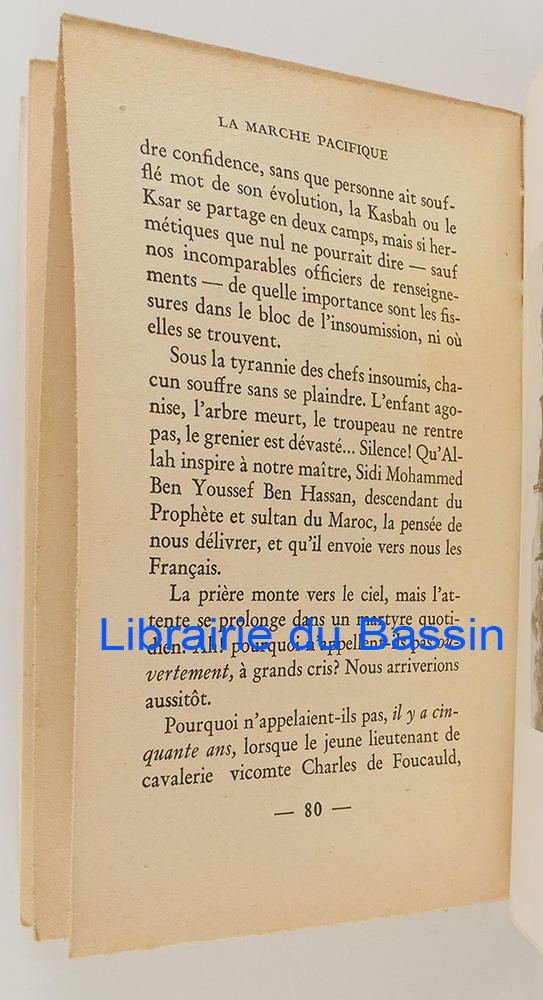 LA MARCHE PACIFIQUE
dre confidence, sans que personne ait souf-
flé mot de son évolution, la Kasbah ou le
Ksar se partage en deux camps, mais si her-
métiques que nul ne pourrait dire — sauf
nos incomparables officiers de renseigne-
ments — de quelle importance sont les fis-
sures dans le bloc de l'insoumission, ni où
elles se trouvent.
Sous la tyrannie des chefs insoumis, cha-
cun souffre sans se plaindre. L'enfant ago-
nise, l'arbre meurt, le troupeau ne rentre
pas, le grenier est dévasté... Silence! Qu'Al-
lah inspire à notre maître, Sidi Mohammed
Ben Youssef Ben Hassan, descendant du
Prophète et sultan du Maroc, la pensée de
nous délivrer, et qu'il envoie vers nous les
Français.
La prière monte vers le ciel, mais l'at-
tente se prolonge dans un martyre quoti-
dien. Ah! pourquoi n'appellent-ils pas ou-
vertement, à grands cris? Nous arriverions
aussitôt.
Pourquoi n'appelaient-ils pas, il y a cin-
quante ans, lorsque le jeune lieutenant de
cavalerie vicomte Charles de Foucauld,
— 80 —
Librairie du Bassin